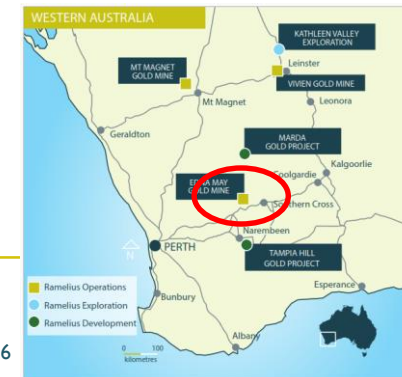 WESTERN AUSTRALIA
KATHLEEN VALLEY
EXPLORATION
MT MAGNET
GOLD MINE
Leinster
VIVIEN GOLD MINE
Mt Magnet
Leonora
Geraldton
MARDA
GOLD PROJECT
Kalgoorlie
Coolgardie
EDNA MAY
GOLD MINE
Southern Cross
Narembeen
N
PERTH
TAMPIA HILL
GOLD PROJECT
Ramelius Operations
Ramelius Exploration
Ramelius Development
Esperance
Bunbury
Albany
0 100
kilometres
6